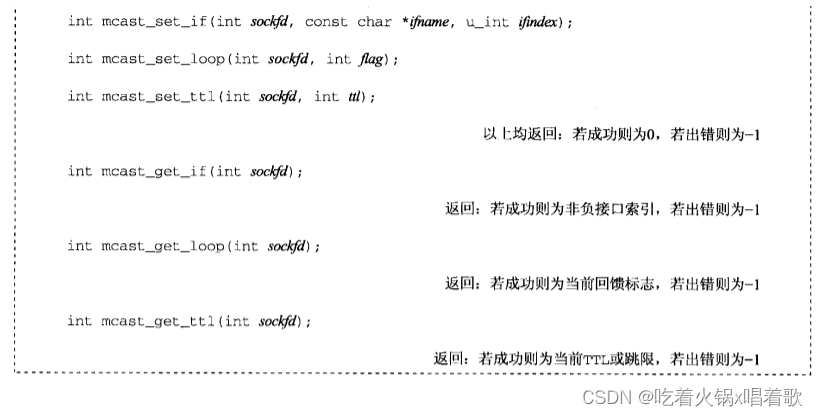 int mcast_set_if(int sockfd, const char *ifname, u_int ifindex);
int mcast_set_loop(int sockfd, int flag);
int mcast_set_ttl(int sockfd, int ttl);
以上均返回：若成功则为0，若出错则为-1
int mcast_get_if(int sockfd);
返回：若成功则为非负接口索引，若出错则为-1
int mcast_get_loop(int sockfd);
返回：若成功则为当前回馈标志，若出错则为-1
int mcast_get_ttl(int sockfd);
返回：若成功则为当前TTL或跳限，若出错则为-1
CSDN @吃着火锅x唱着歌